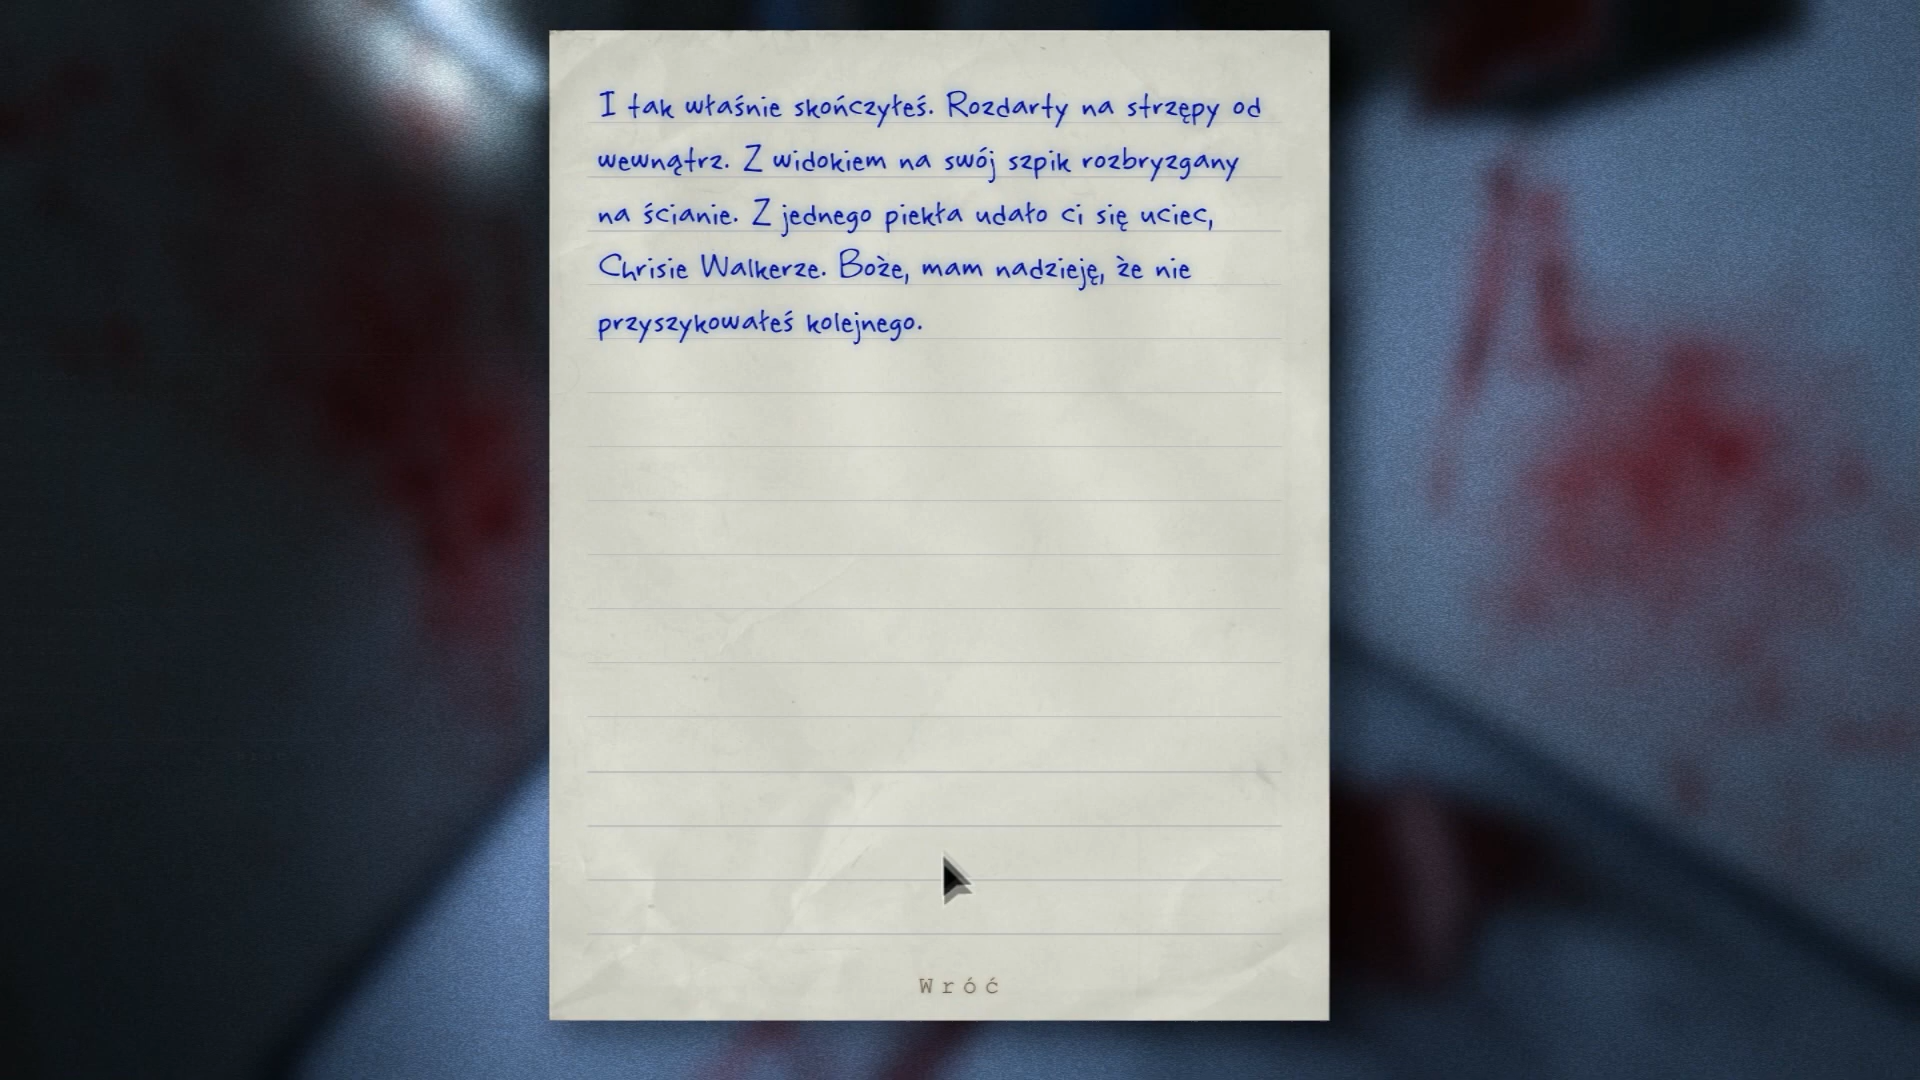 I tak właśnie skończyłeś. Rozdarty na strzępy od
wewnątrz. Z widokiem na swój szpik rozbryzgany
na ścianie. Z jednego piekła udało ci się uciec,
Chrisie Walkerze. Boże, mam nadzieję, że nie
przyszykowałeś kolejnego.
Wróć